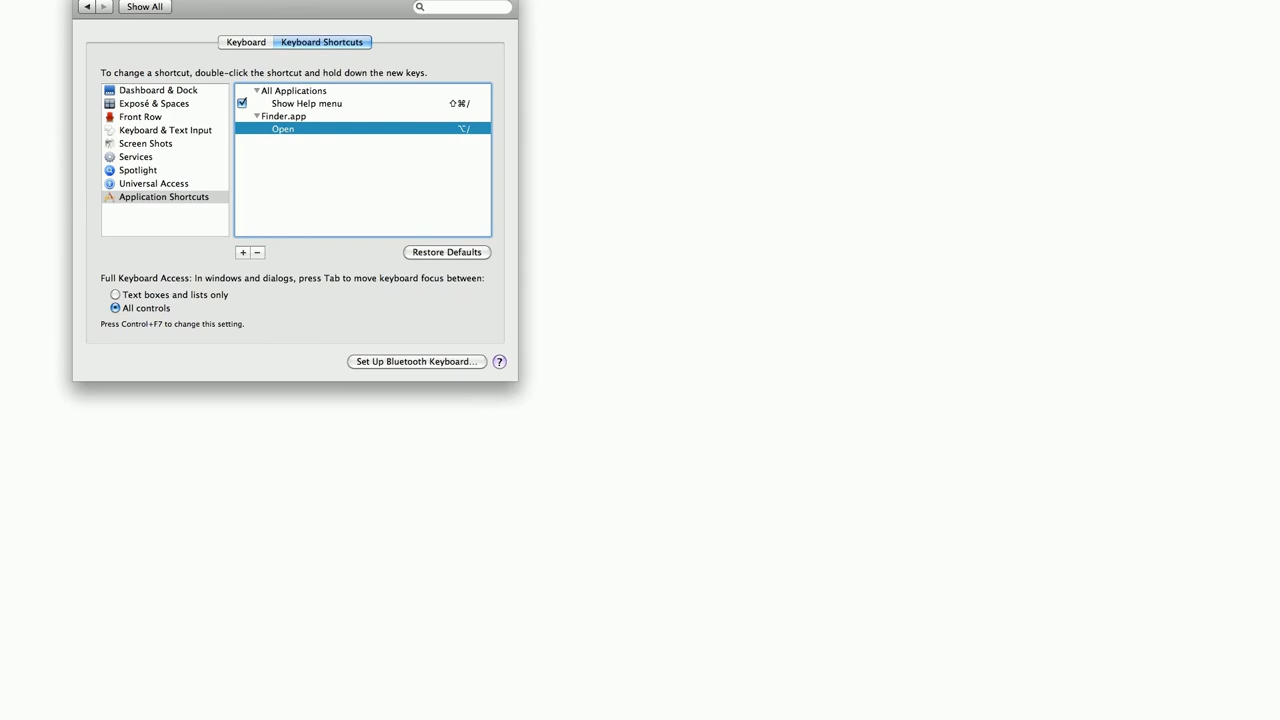 Show All
Keyboard Keyboard Shortcuts
To change a shortcut, double-click the shortcut and hold down the new keys.
Dashboard & Dock
Exposé & Spaces
Front Row
Keyboard & Text Input
Screen Shots
Services
Spotlight
Universal Access
Application Shortcuts
All Applications
Show Help menu ⇧⌘/
Finder.app
Open ⌥/
+ −
Restore Defaults
Full Keyboard Access: In windows and dialogs, press Tab to move keyboard focus between:
Text boxes and lists only
All controls
Press Control+F7 to change this setting.
Set Up Bluetooth Keyboard... ?